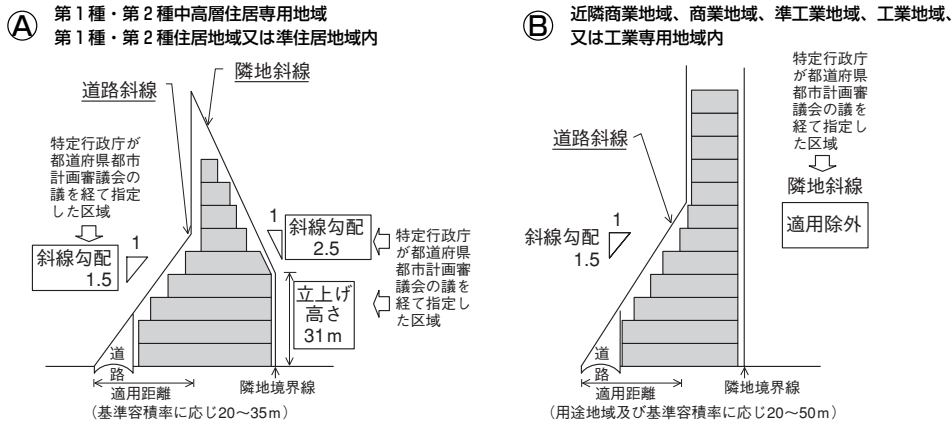 Ⓐ
第1種・第2種中高層住居専用地域
第1種・第2種住居地域又は準住居地域内
道路斜線
隣地斜線
特定行政庁が
都道府県都市
計画審議会の
議を経て指定
した区域
斜線勾配
1.5
1
1
斜線勾配
2.5
特定行政庁
が都道府県
都市計画審
議会の議を
経て指定し
た区域
立上げ
高さ
31m
道
路
適用距離
隣地境界線
（基準容積率に応じ20〜35m）
Ⓑ
近隣商業地域、商業地域、準工業地域、工業地域、
又は工業専用地域内
道路斜線
特定行政庁
が都道府県
都市計画審
議会の議を
経て指定し
た区域
隣地斜線
適用除外
斜線勾配
1.5
1
道
路
適用距離
隣地境界線
（用途地域及び基準容積率に応じ20〜50m）